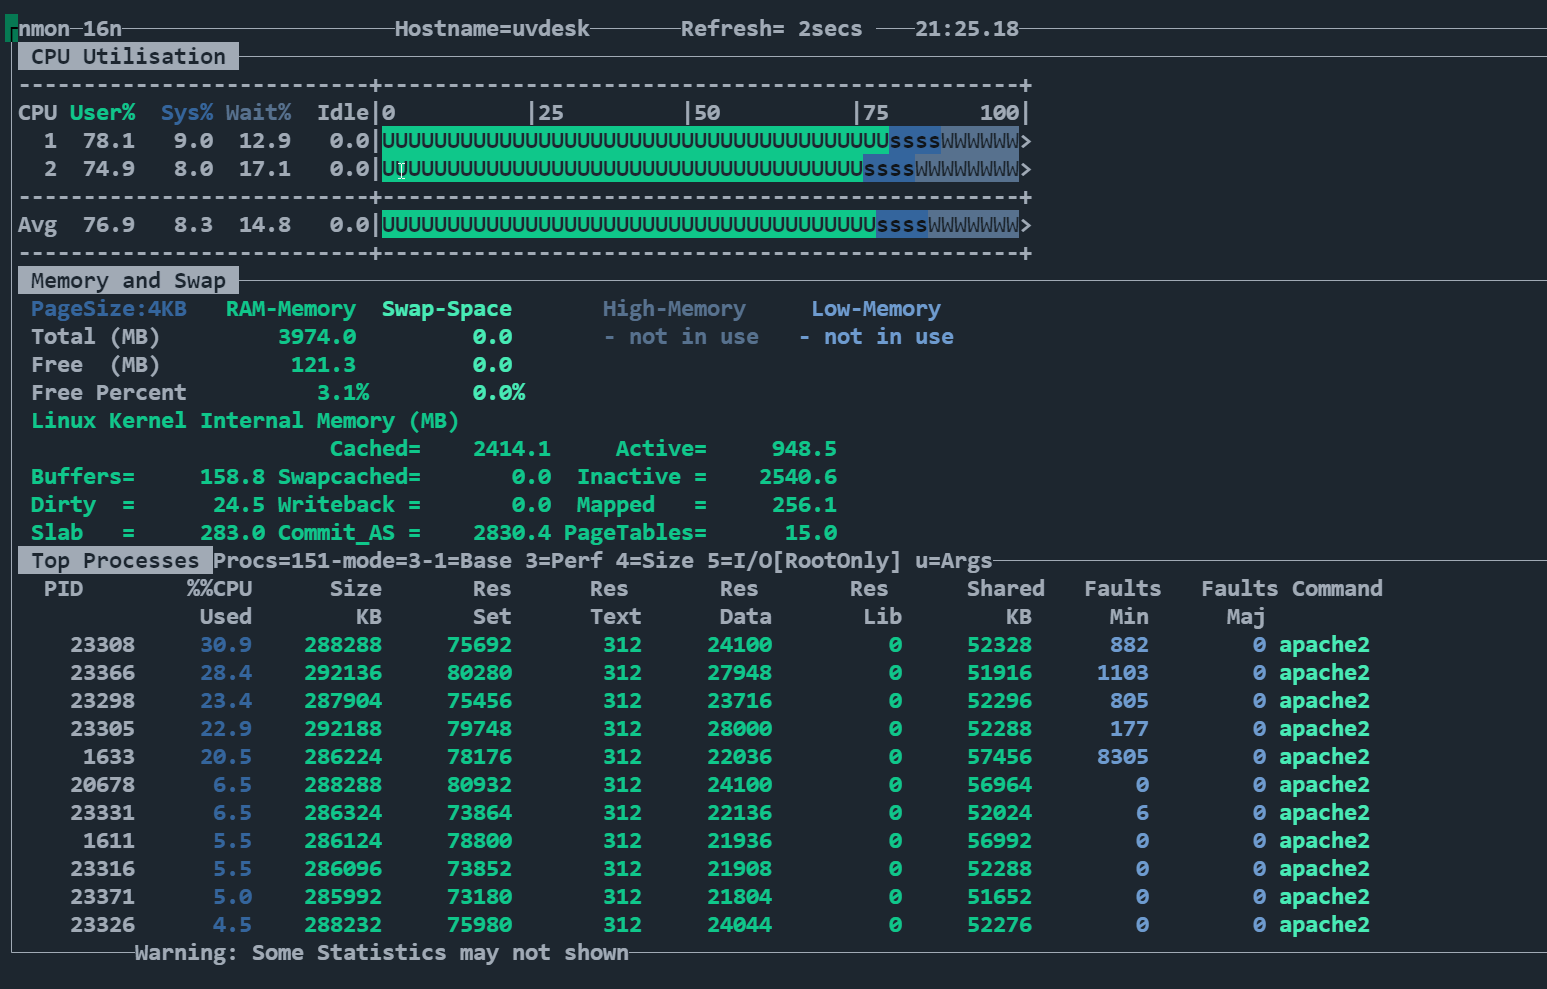 nmon 16n Hostname=uvdesk Refresh= 2secs 21:25.18
CPU Utilisation
---------------------------+-------------------------------------------------+
CPU User% Sys% Wait% Idle|0 |25 |50 |75 100|
1 78.1 9.0 12.9 0.0|UUUUUUUUUUUUUUUUUUUUUUUUUUUUUUUUUUUUUUUssssWWWWWW>
2 74.9 8.0 17.1 0.0|UUUUUUUUUUUUUUUUUUUUUUUUUUUUUUUUUUUUUssssWWWWWWWW>
---------------------------+-------------------------------------------------+
Avg 76.9 8.3 14.8 0.0|UUUUUUUUUUUUUUUUUUUUUUUUUUUUUUUUUUUUUUssssWWWWWWW>
---------------------------+-------------------------------------------------+
Memory and Swap
PageSize:4KB RAM-Memory Swap-Space High-Memory Low-Memory
Total (MB) 3974.0 0.0 - not in use - not in use
Free (MB) 121.3 0.0
Free Percent 3.1% 0.0%
Linux Kernel Internal Memory (MB)
Cached= 2414.1 Active= 948.5
Buffers= 158.8 Swapcached= 0.0 Inactive = 2540.6
Dirty = 24.5 Writeback = 0.0 Mapped = 256.1
Slab = 283.0 Commit_AS = 2830.4 PageTables= 15.0
Top Processes Procs=151-mode=3-1=Base 3=Perf 4=Size 5=I/O[RootOnly] u=Args
PID %%CPU Size Res Res Res Res Shared Faults Faults Command
Used KB Set Text Data Lib KB Min Maj
23308 30.9 288288 75692 312 24100 0 52328 882 0 apache2
23366 28.4 292136 80280 312 27948 0 51916 1103 0 apache2
23298 23.4 287904 75456 312 23716 0 52296 805 0 apache2
23305 22.9 292188 79748 312 28000 0 52288 177 0 apache2
1633 20.5 286224 78176 312 22036 0 57456 8305 0 apache2
20678 6.5 288288 80932 312 24100 0 56964 0 0 apache2
23331 6.5 286324 73864 312 22136 0 52024 6 0 apache2
1611 5.5 286124 78800 312 21936 0 56992 0 0 apache2
23316 5.5 286096 73852 312 21908 0 52288 0 0 apache2
23371 5.0 285992 73180 312 21804 0 51652 0 0 apache2
23326 4.5 288232 75980 312 24044 0 52276 0 0 apache2
Warning: Some Statistics may not shown